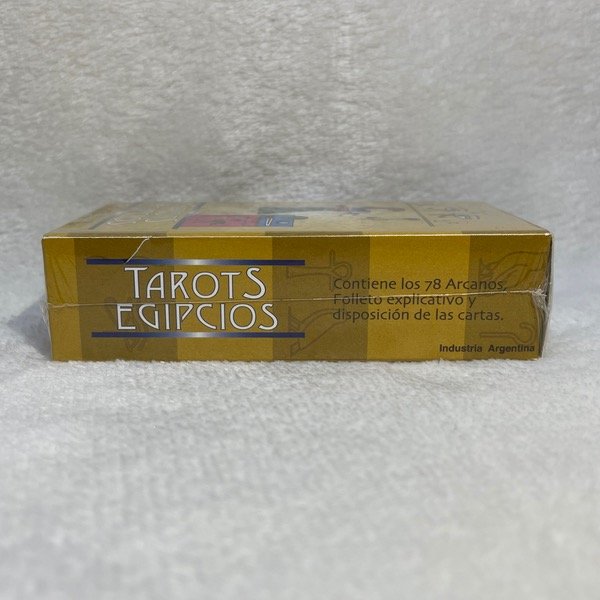 TAROTS
EGIPCIOS
Contiene los 78 Arcanos,
Folleto explicativo y
disposición de las cartas.
Industria Argentina